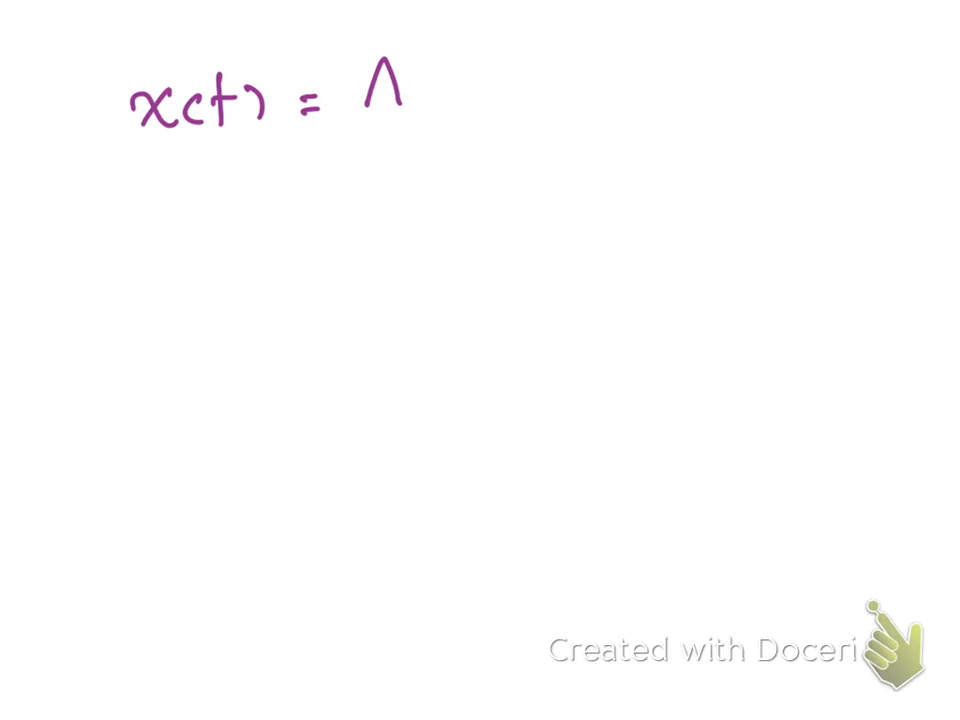 x(t) = Λ
Created with Doceri